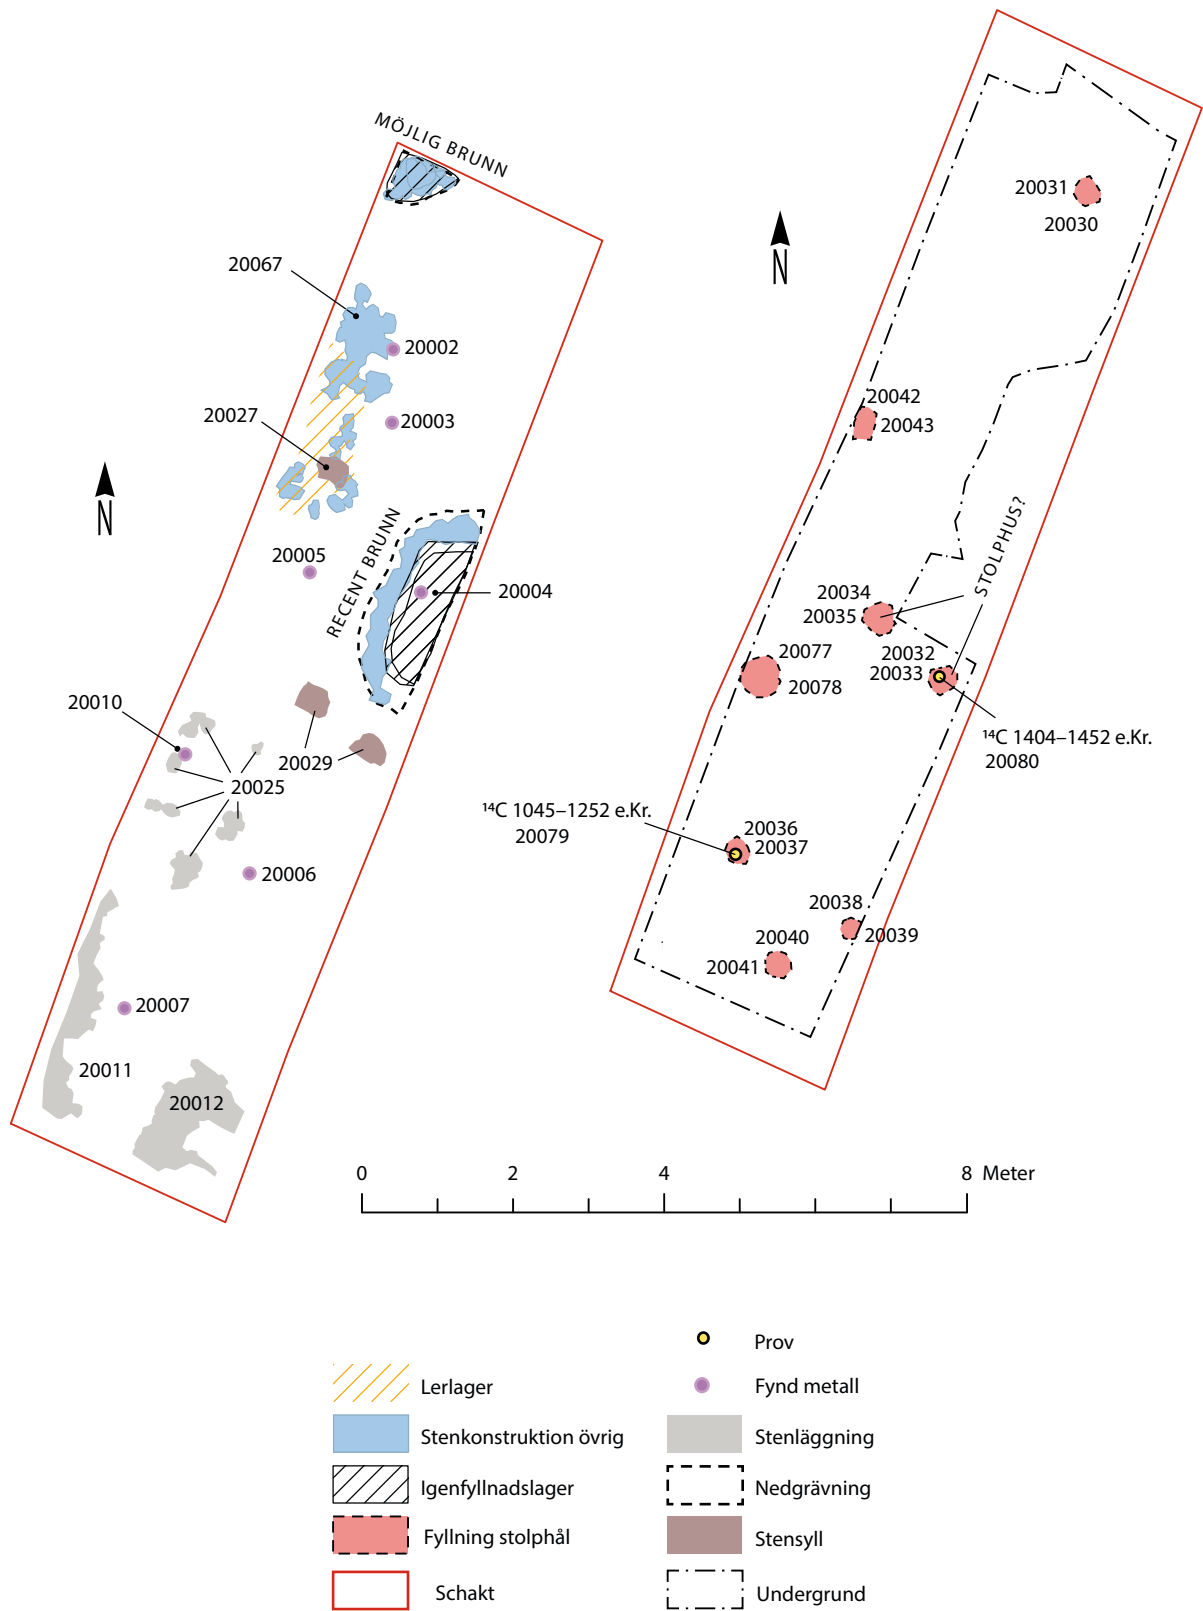 MÖJLIG BRUNN
20067
20002
20027
20003
N
20005
RECENT BRUNN
20004
20010
20029
20025
20006
20007
20011
20012
20031
20030
N
20042
20043
STOLPHUS?
20034
20035
20032
20033
20077
20078
¹⁴C 1404–1452 e.Kr.
20080
¹⁴C 1045–1252 e.Kr.
20079
20036
20037
20038
20039
20040
20041
0 2 4 8 Meter
Prov
Lerlager
Fynd metall
Stenkonstruktion övrig
Stenläggning
Igenfyllnadslager
Nedgrävning
Fyllning stolphål
Stensyll
Schakt
Undergrund